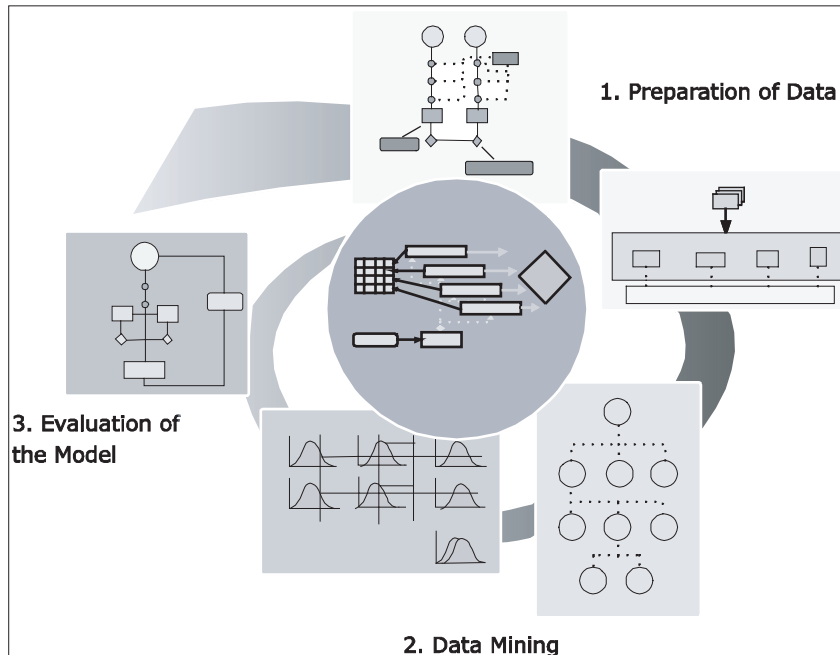 1. Preparation of Data
3. Evaluation of
the Model
2. Data Mining